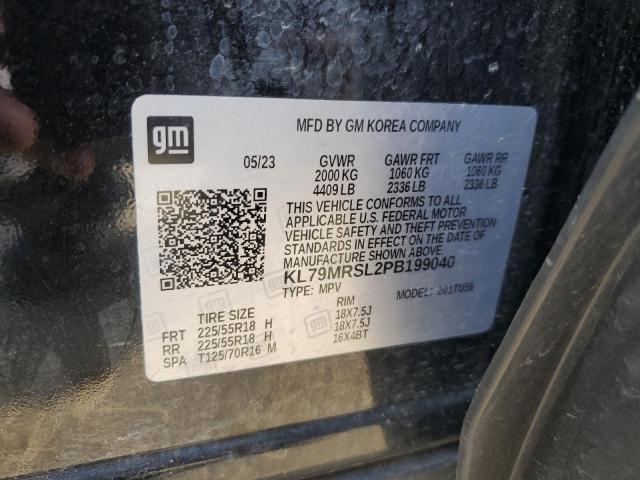 gm
MFD BY GM KOREA COMPANY
05/23 GVWR GAWR FRT GAWR RR
2000 KG 1060 KG 1060 KG
4409 LB 2336 LB 2336 LB
THIS VEHICLE CONFORMS TO ALL
APPLICABLE U.S. FEDERAL MOTOR
VEHICLE SAFETY AND THEFT PREVENTION
STANDARDS IN EFFECT ON THE DATE OF
MANUFACTURE SHOWN ABOVE.
KL79MRSL2PB199040
TYPE: MPV MODEL: 201TU56
TIRE SIZE RIM
FRT 225/55R18 H 18X7.5J
RR 225/55R18 H 18X7.5J
SPA T125/70R16 M 16X4BT